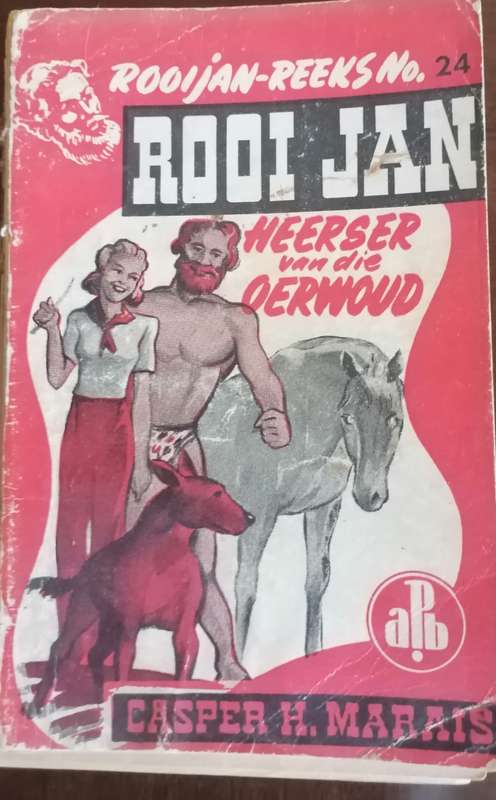 ROOIJAN-REEKS No. 24
ROOI JAN
HEERSER
van die
OERWOUD
aPb
CASPER H. MARAIS